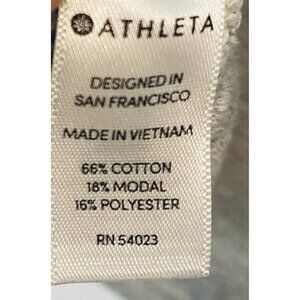 ATHLETA
DESIGNED IN
SAN FRANCISCO
MADE IN VIETNAM
66% COTTON
18% MODAL
16% POLYESTER
RN 54023